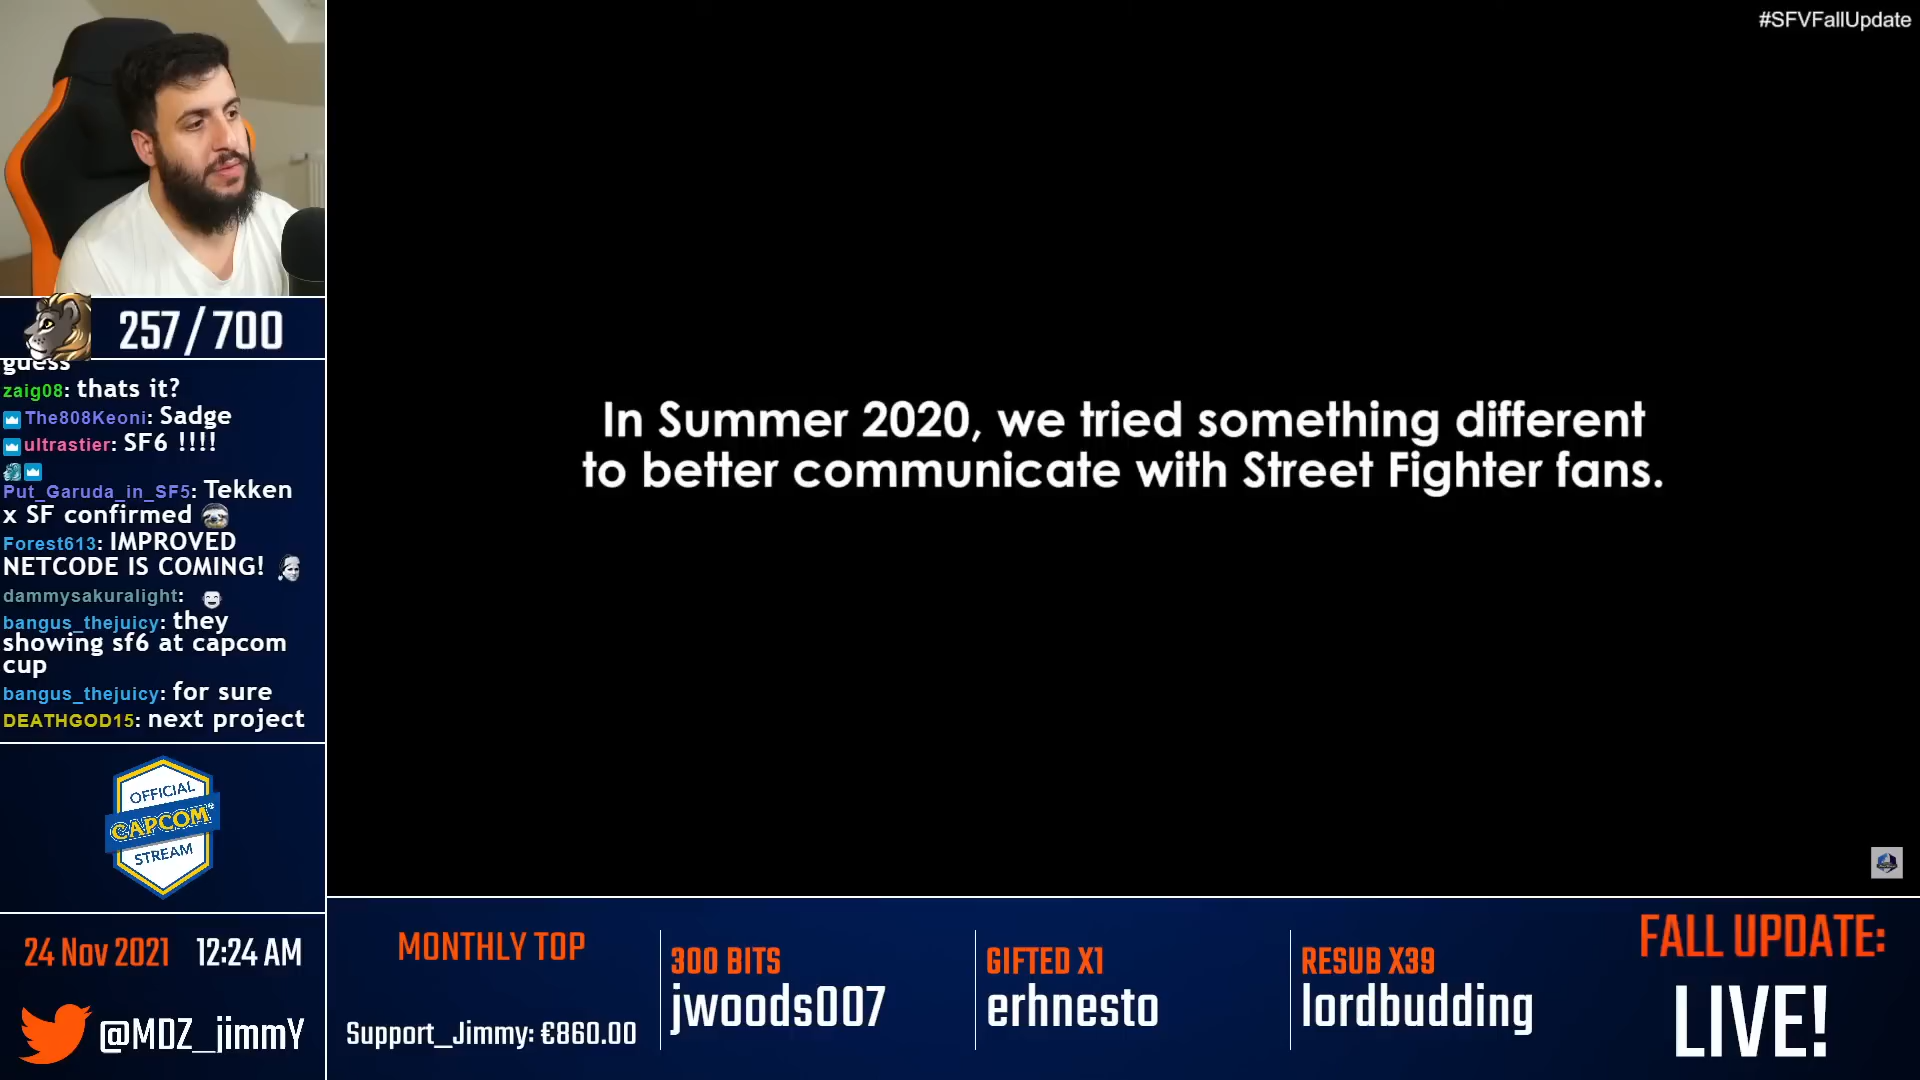 #SFVFallUpdate
257/700
guess
zaig08: thats it?
The808Keoni: Sadge
ultrastier: SF6 !!!!
Put_Garuda_in_SF5: Tekken
x SF confirmed
Forest613: IMPROVED
NETCODE IS COMING!
dammysakuralight:
bangus_thejuicy: they
showing sf6 at capcom
cup
bangus_thejuicy: for sure
DEATHGOD15: next project
In Summer 2020, we tried something different
to better communicate with Street Fighter fans.
OFFICIAL
CAPCOM
STREAM
24 Nov 2021 12:24 AM
@MDZ_jimmY
MONTHLY TOP
Support_Jimmy: €860.00
300 BITS
jwoods007
GIFTED X1
erhnesto
RESUB X39
lordbudding
FALL UPDATE:
LIVE!